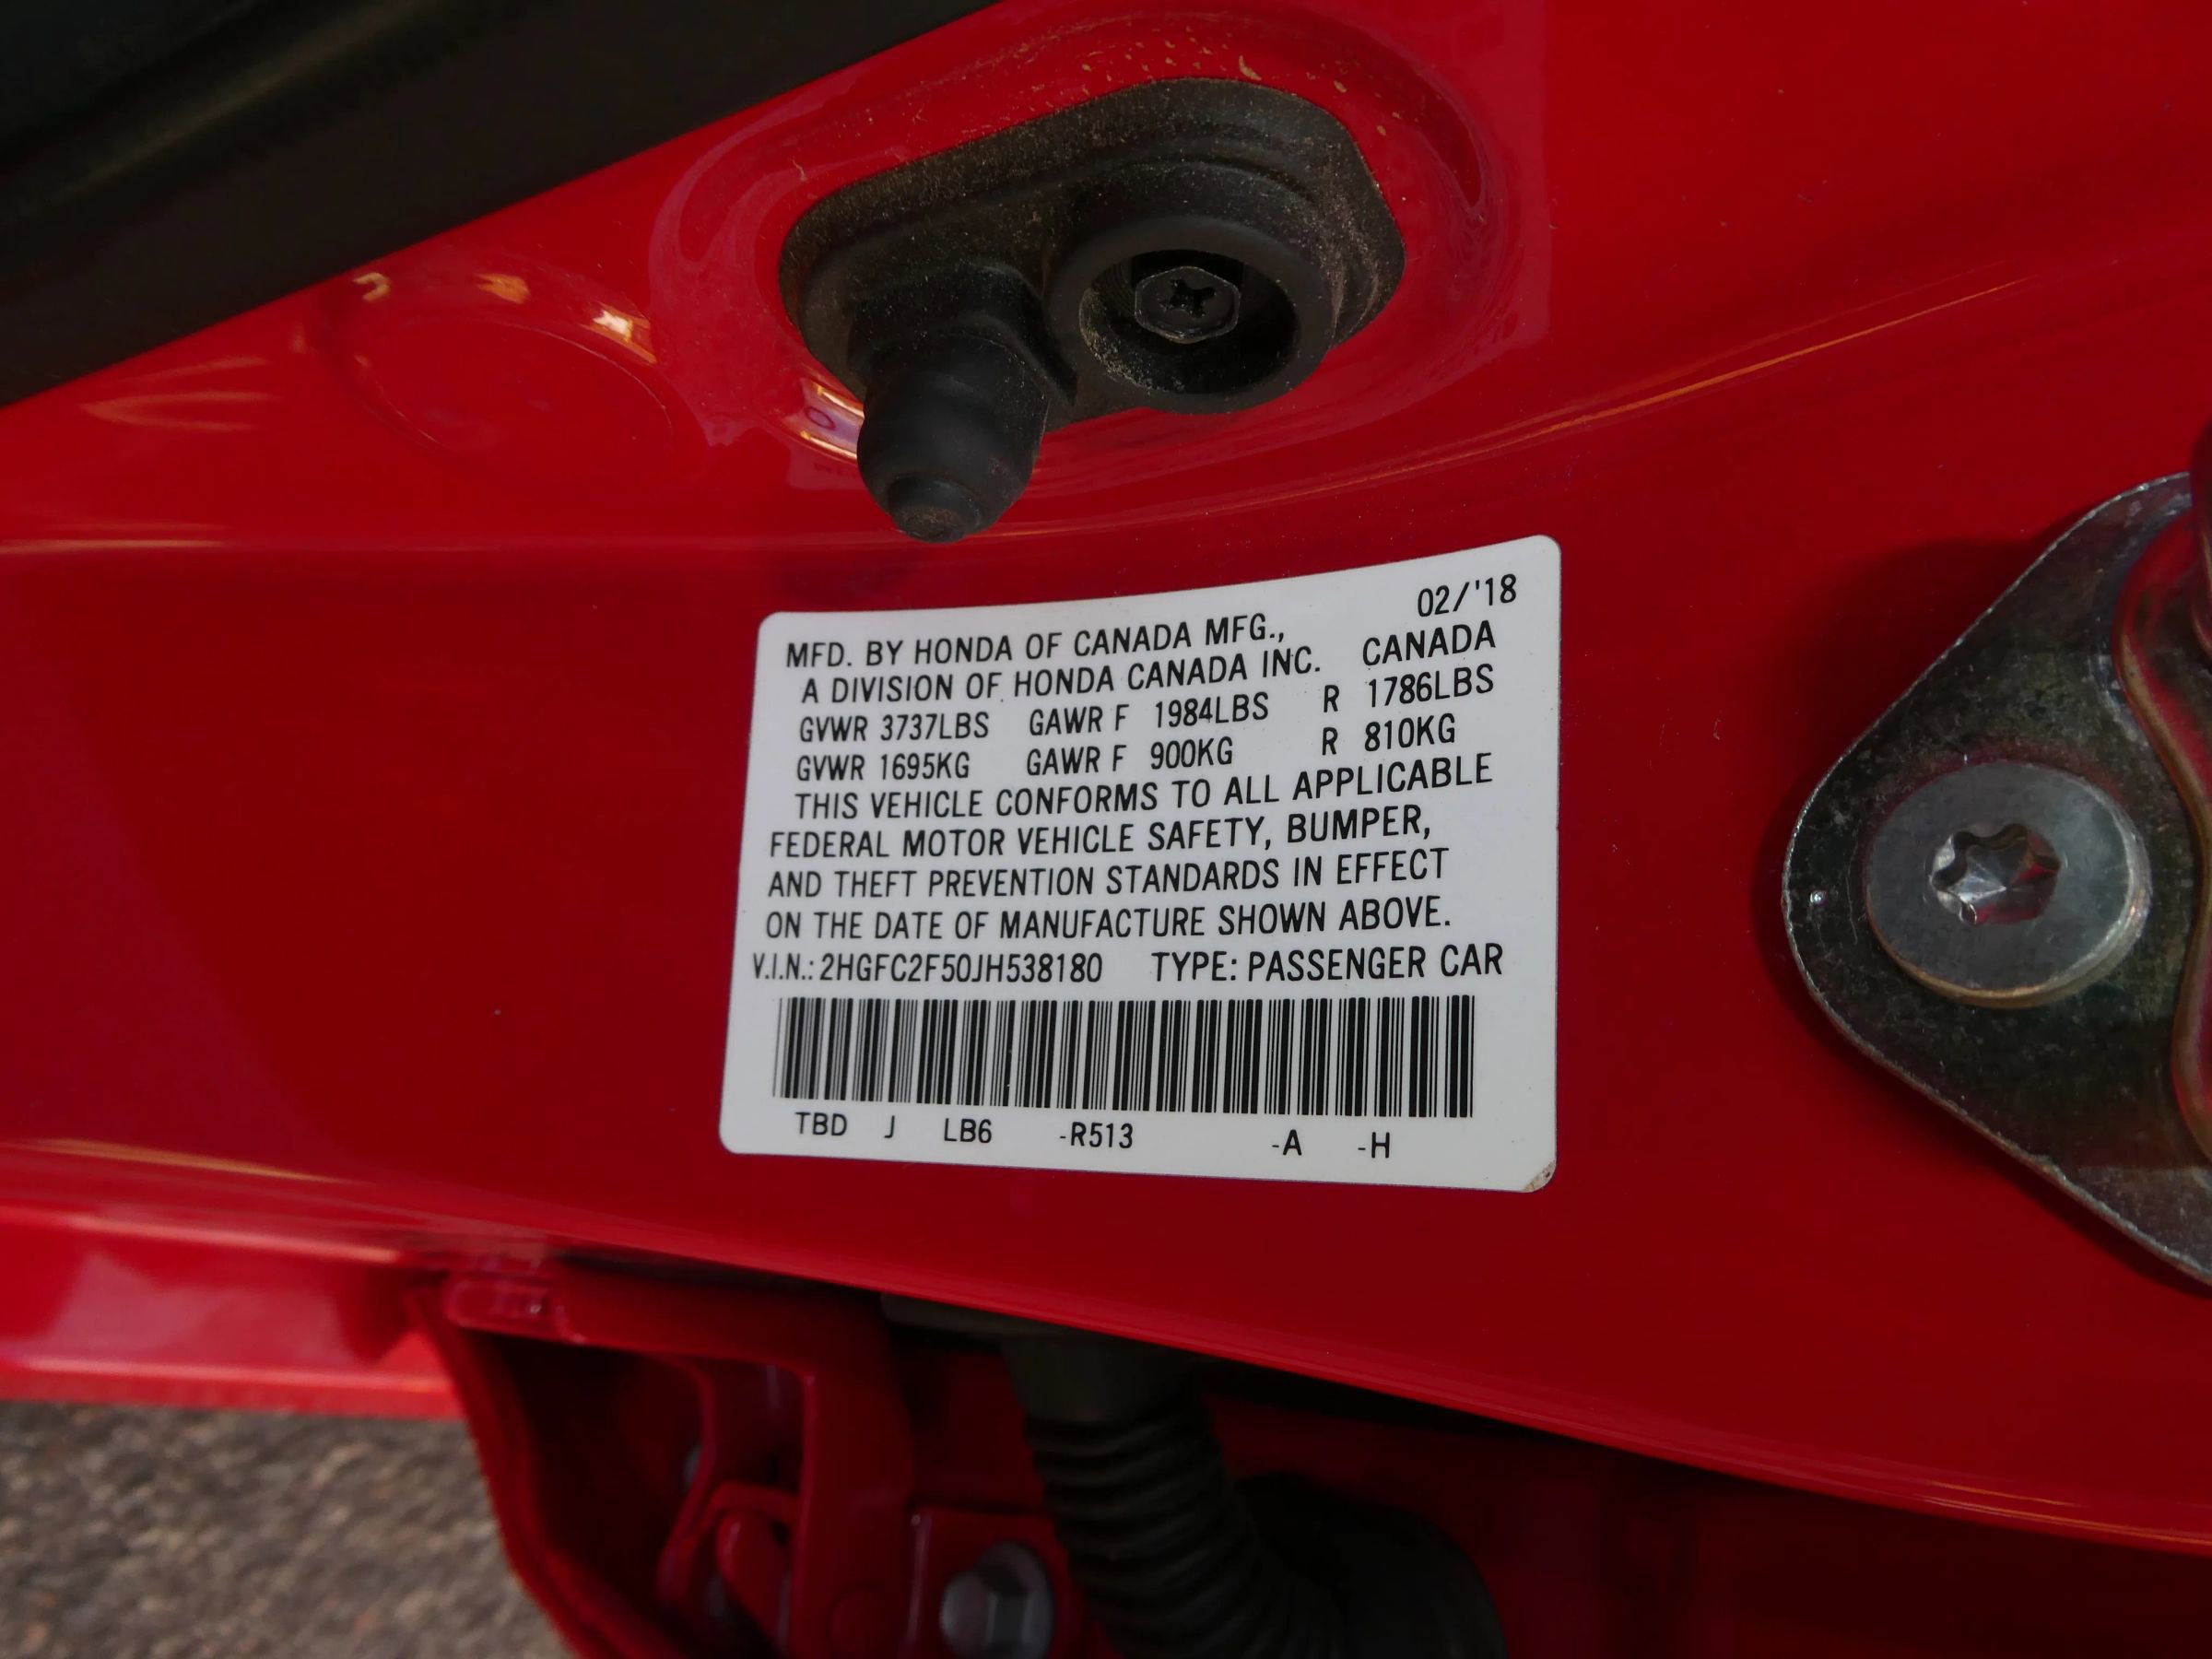 02/'18
MFD. BY HONDA OF CANADA MFG.,
A DIVISION OF HONDA CANADA INC. CANADA
GVWR 3737LBS GAWR F 1984LBS R 1786LBS
GVWR 1695KG GAWR F 900KG R 810KG
THIS VEHICLE CONFORMS TO ALL APPLICABLE
FEDERAL MOTOR VEHICLE SAFETY, BUMPER,
AND THEFT PREVENTION STANDARDS IN EFFECT
ON THE DATE OF MANUFACTURE SHOWN ABOVE.
V.I.N.: 2HGFC2F50JH538180 TYPE: PASSENGER CAR
TBD J LB6 -R513 -A -H